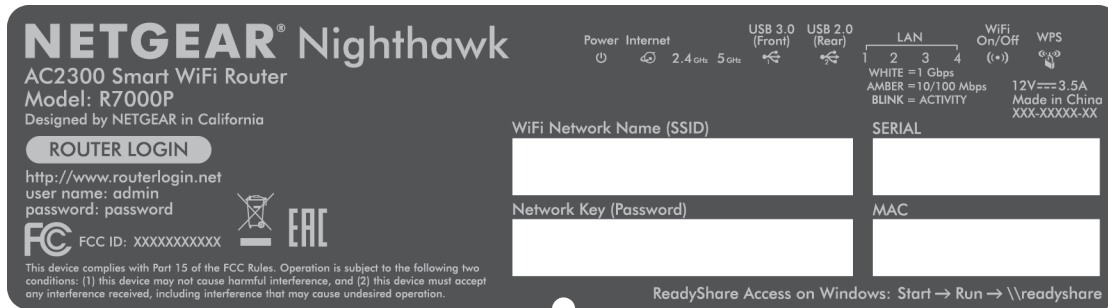 NETGEAR® Nighthawk
AC2300 Smart WiFi Router
Model: R7000P
Designed by NETGEAR in California
ROUTER LOGIN
http://www.routerlogin.net
user name: admin
password: password
FC FCC ID: XXXXXXXXXXX
EAC
This device complies with Part 15 of the FCC Rules. Operation is subject to the following two
conditions: (1) this device may not cause harmful interference, and (2) this device must accept
any interference received, including interference that may cause undesired operation.
Power Internet
2.4 GHz 5 GHz
USB 3.0
(Front)
USB 2.0
(Rear)
LAN
1 2 3 4
WHITE =1 Gbps
AMBER =10/100 Mbps
BLINK = ACTIVITY
WiFi
On/Off
WPS
12V⎓3.5A
Made in China
XXX-XXXXX-XX
WiFi Network Name (SSID)
SERIAL
Network Key (Password)
MAC
ReadyShare Access on Windows: Start → Run → \\readyshare